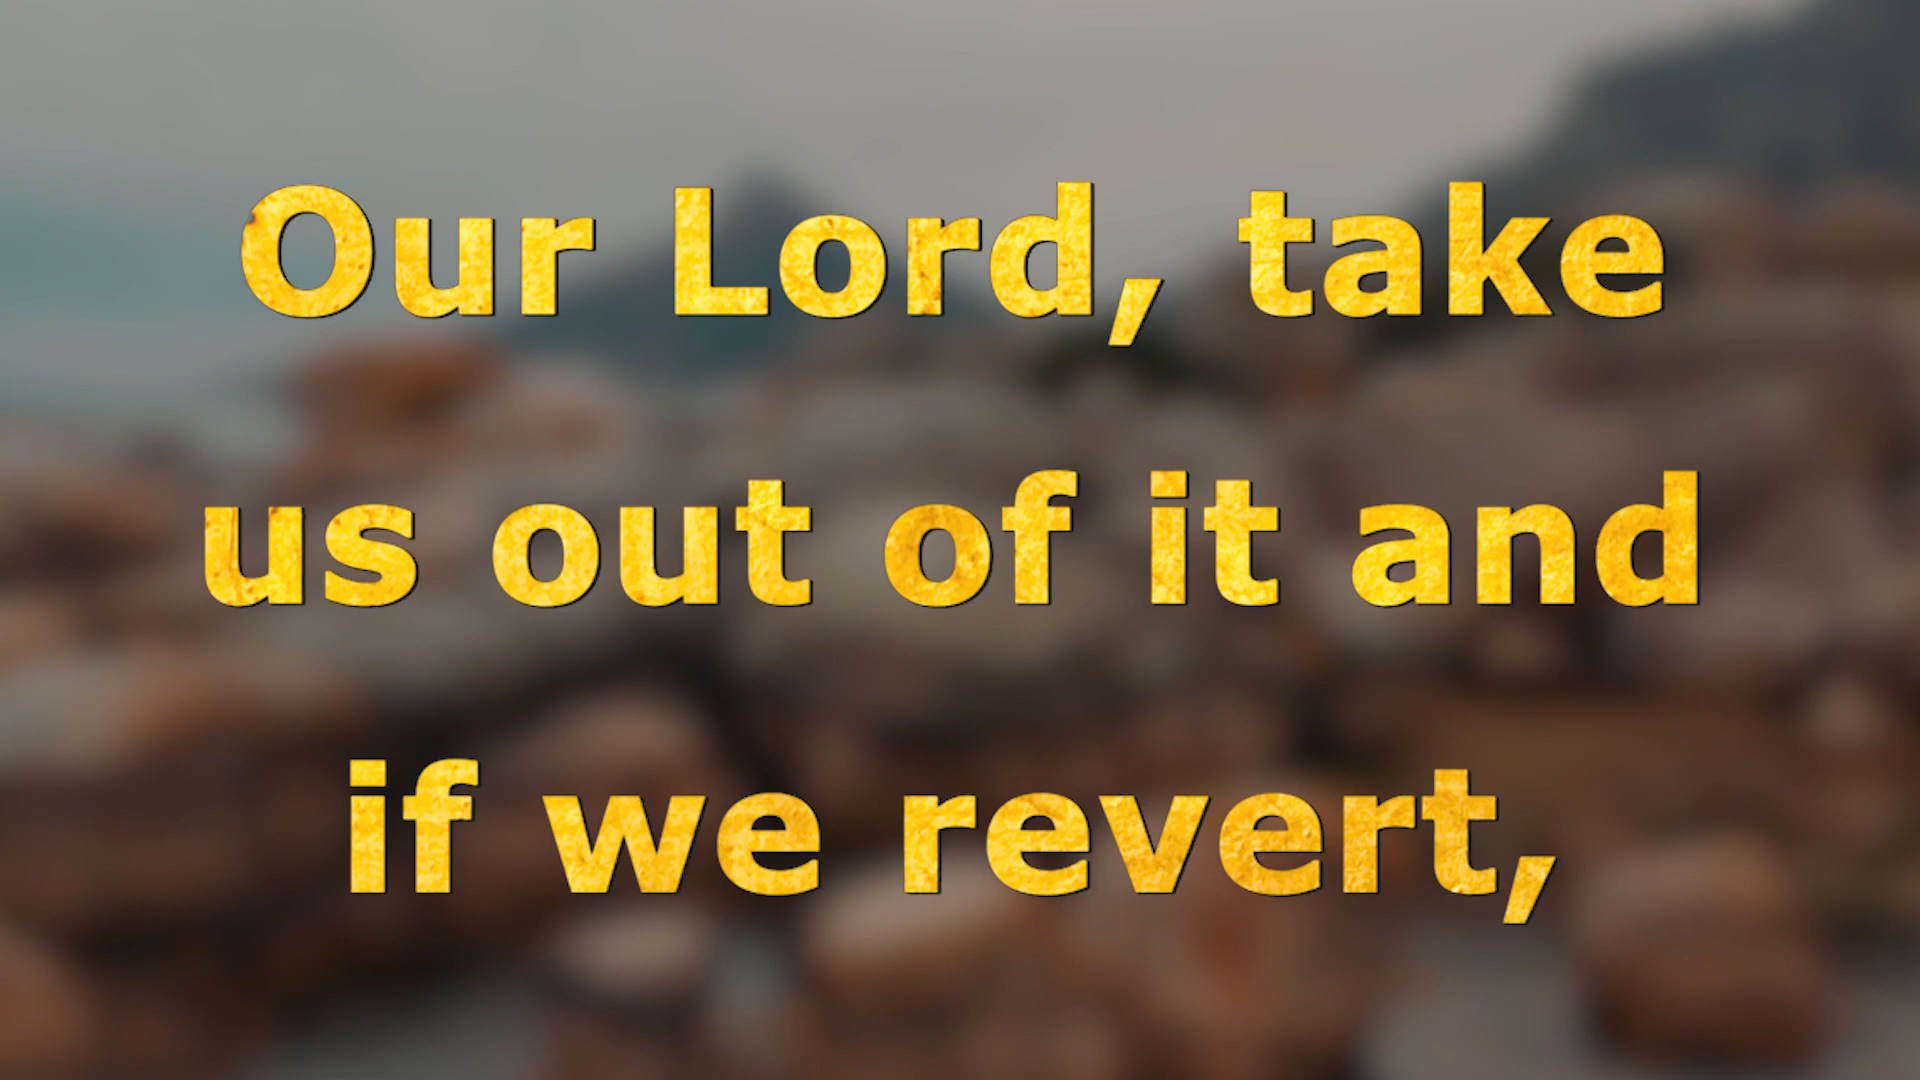 Our Lord, take
us out of it and
if we revert,